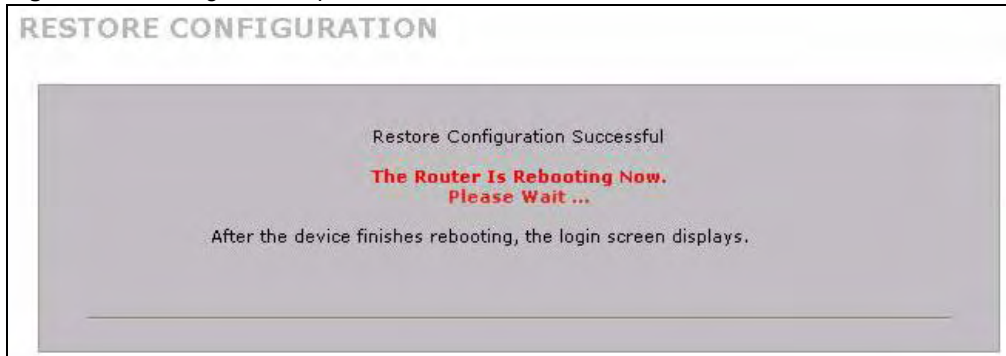 RESTORE CONFIGURATION
Restore Configuration Successful
The Router Is Rebooting Now.
Please Wait ...
After the device finishes rebooting, the login screen displays.